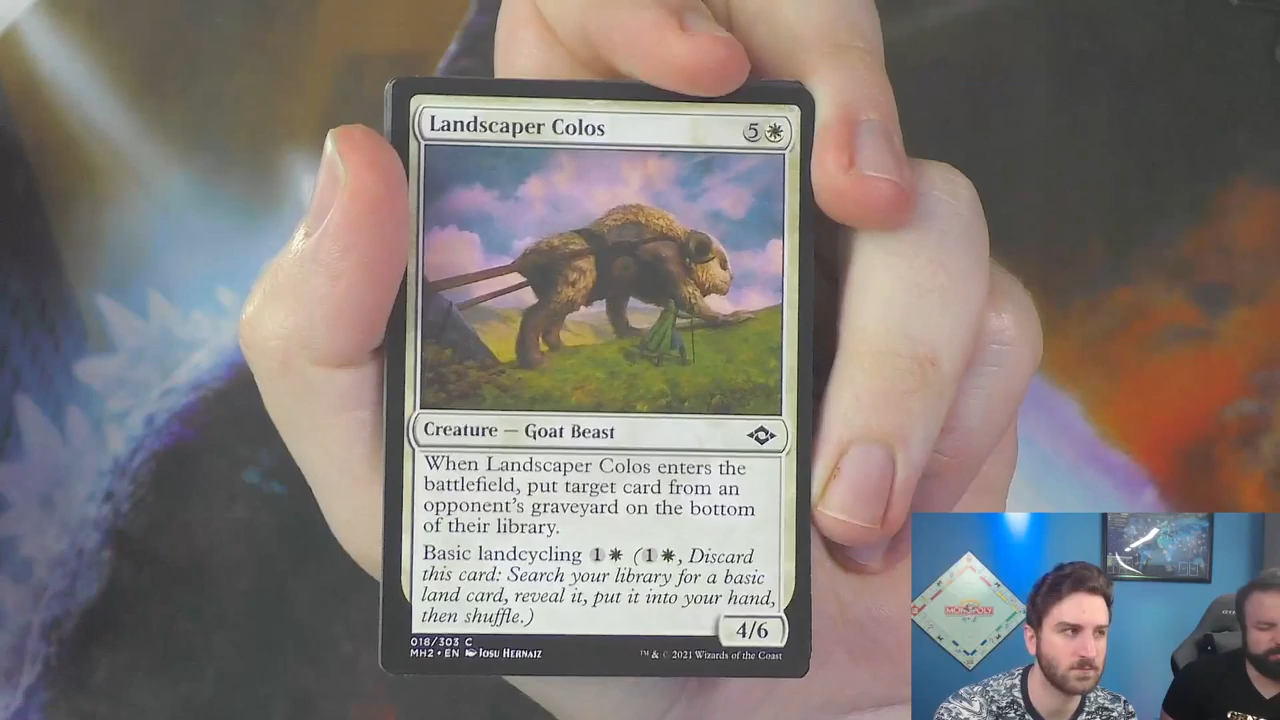 Landscaper Colos 5
Creature — Goat Beast
When Landscaper Colos enters the
battlefield, put target card from an
opponent's graveyard on the bottom
of their library.
Basic landcycling 1 (1, Discard
this card: Search your library for a basic
land card, reveal it, put it into your hand,
then shuffle.)
4/6
018/303 C
MH2 • EN Josu Hernaiz
™ & © 2021 Wizards of the Coast
MONOPOLY